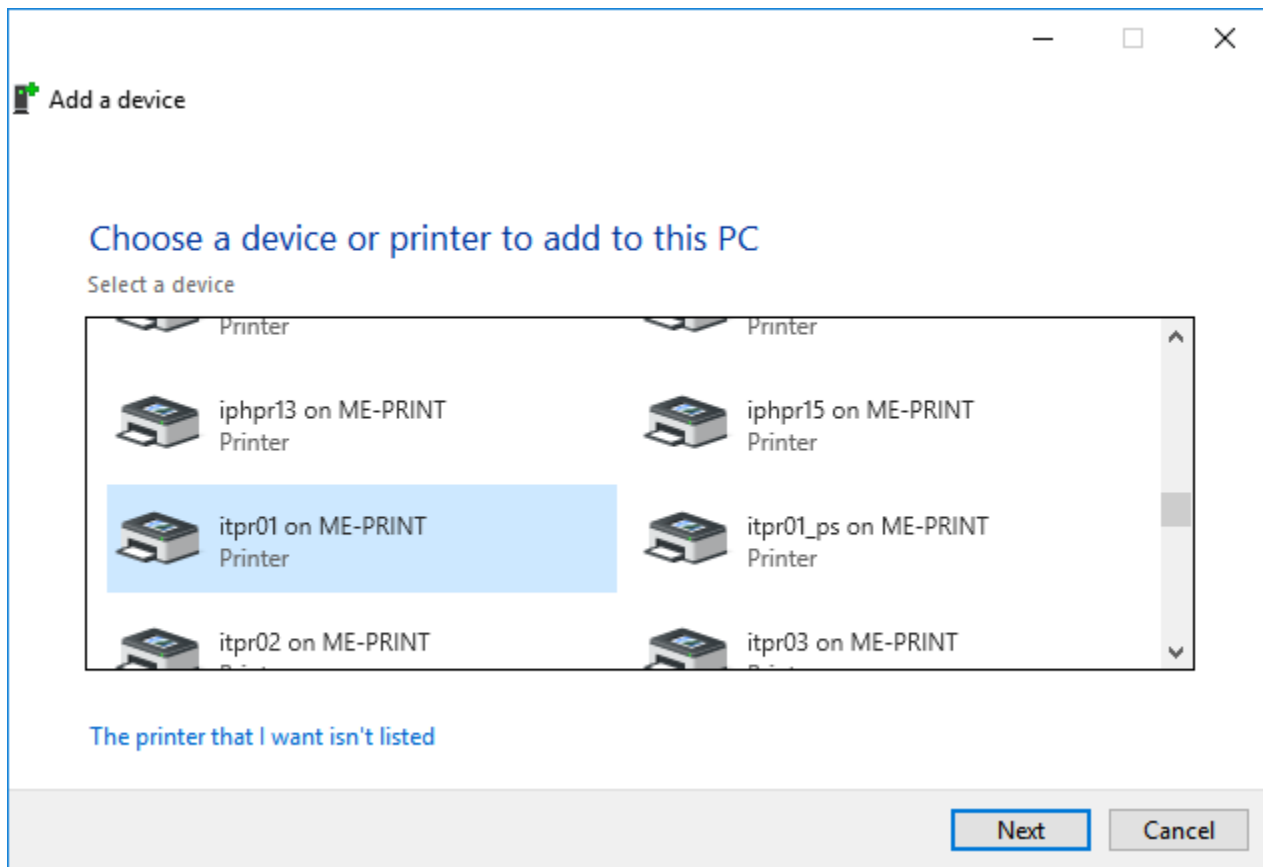 Add a device
Choose a device or printer to add to this PC
Select a device
Printer
Printer
iphpr13 on ME-PRINT
Printer
iphpr15 on ME-PRINT
Printer
itpr01 on ME-PRINT
Printer
itpr01_ps on ME-PRINT
Printer
itpr02 on ME-PRINT
itpr03 on ME-PRINT
The printer that I want isn't listed
Next
Cancel